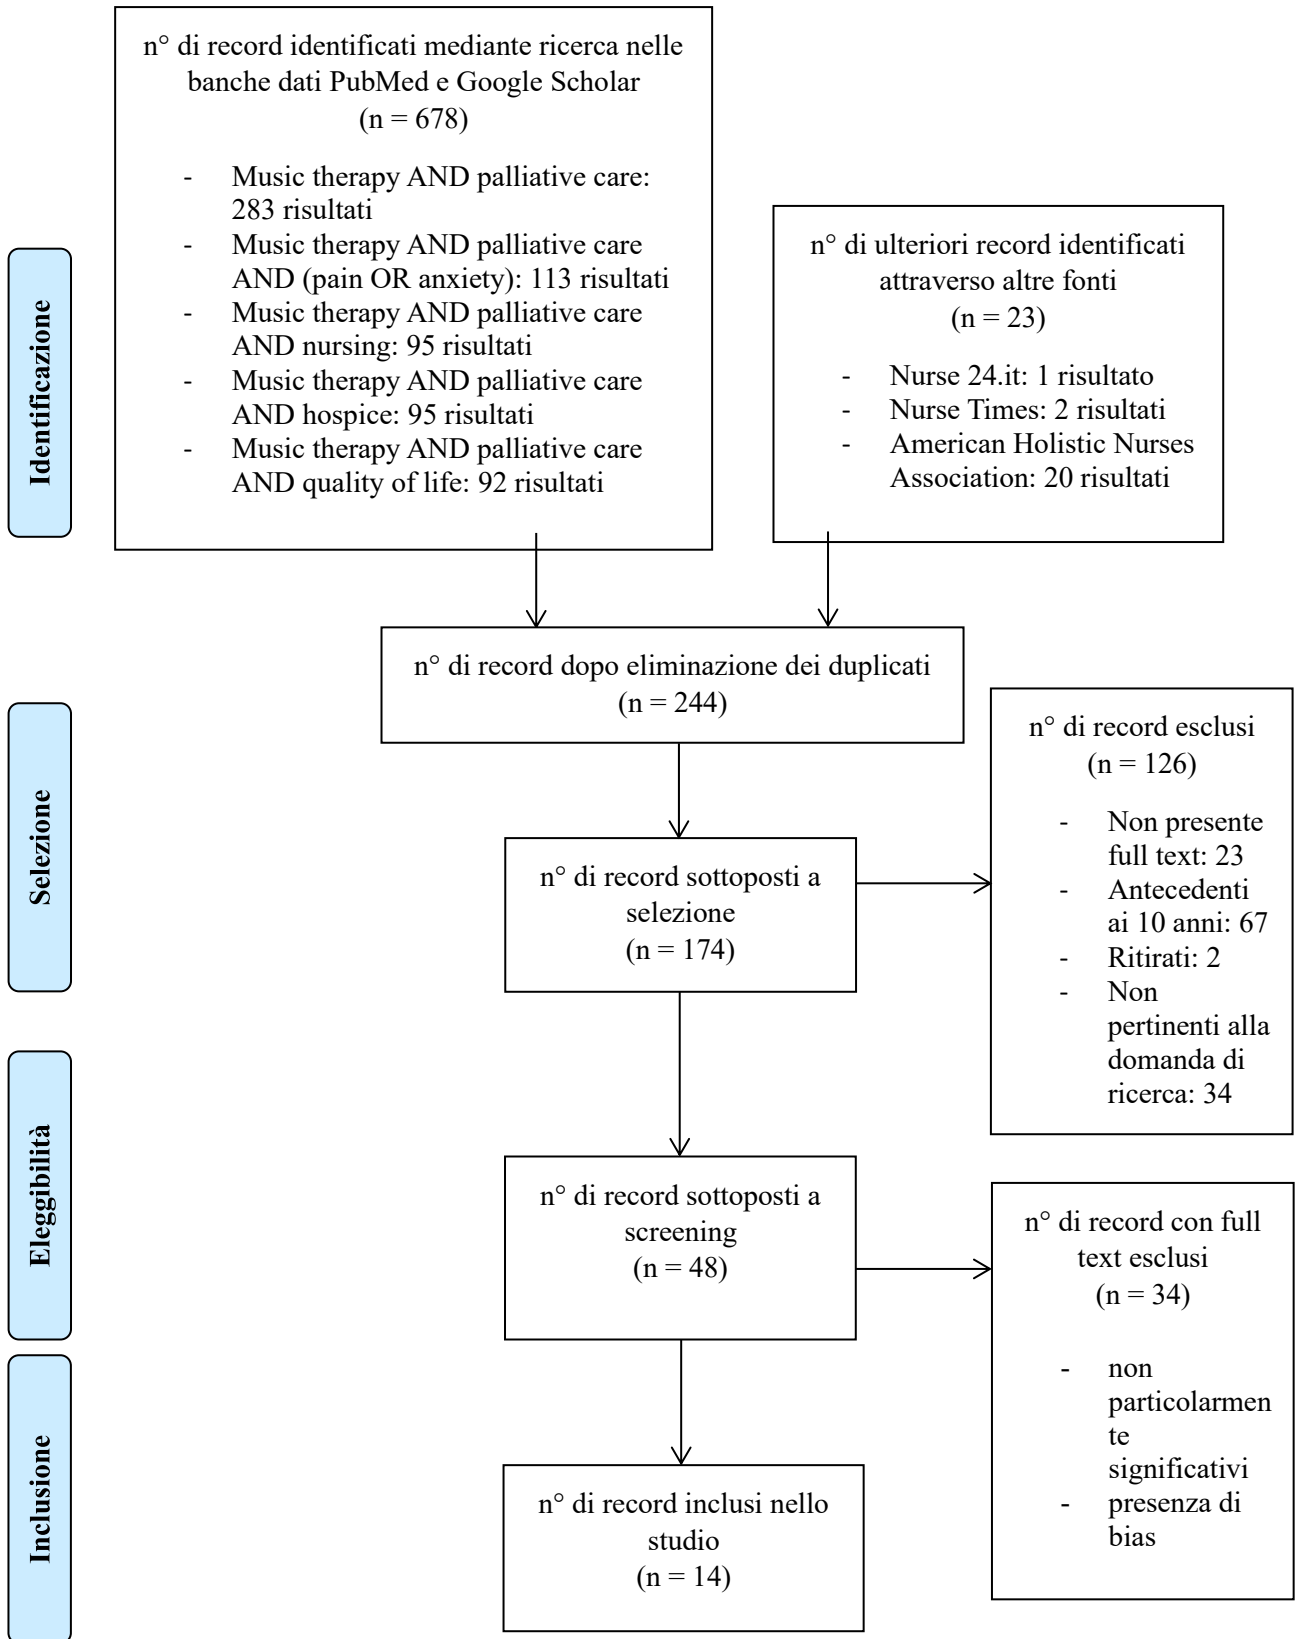 n° di record identificati mediante ricerca nelle
banche dati PubMed e Google Scholar
(n = 678)
- Music therapy AND palliative care:
283 risultati
- Music therapy AND palliative care
AND (pain OR anxiety): 113 risultati
- Music therapy AND palliative care
AND nursing: 95 risultati
- Music therapy AND palliative care
AND hospice: 95 risultati
- Music therapy AND palliative care
AND quality of life: 92 risultati
n° di ulteriori record identificati
attraverso altre fonti
(n = 23)
- Nurse 24.it: 1 risultato
- Nurse Times: 2 risultati
- American Holistic Nurses
Association: 20 risultati
Identificazione
n° di record dopo eliminazione dei duplicati
(n = 244)
Selezione
n° di record sottoposti a
selezione
(n = 174)
n° di record esclusi
(n = 126)
- Non presente
full text: 23
- Antecedenti
ai 10 anni: 67
- Ritirati: 2
- Non
pertinenti alla
domanda di
ricerca: 34
Eleggibilità
n° di record sottoposti a
screening
(n = 48)
n° di record con full
text esclusi
(n = 34)
- non
particolarmen
te
significativi
- presenza di
bias
Inclusione
n° di record inclusi nello
studio
(n = 14)